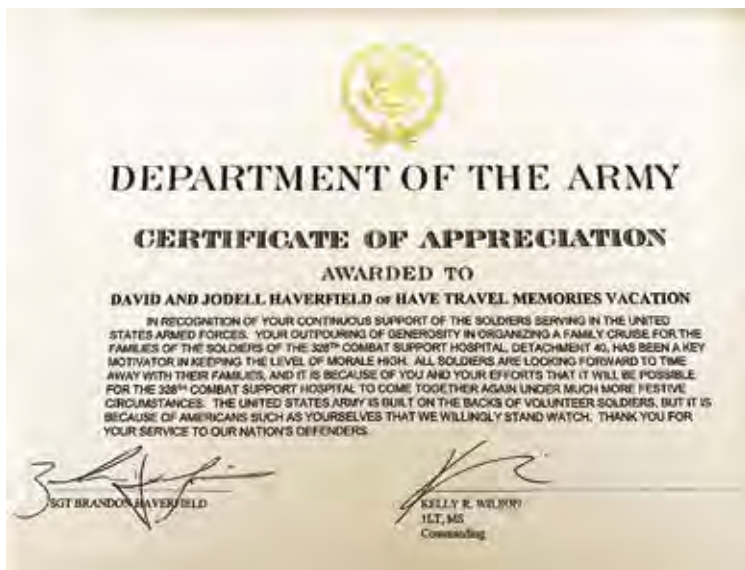 DEPARTMENT OF THE ARMY
CERTIFICATE OF APPRECIATION
AWARDED TO
DAVID AND JODELL HAVERFIELD OF HAVE TRAVEL MEMORIES VACATION
IN RECOGNITION OF YOUR CONTINUOUS SUPPORT OF THE SOLDIERS SERVING IN THE UNITED
STATES ARMED FORCES. YOUR OUTPOURING OF GENEROSITY IN ORGANIZING A FAMILY CRUISE FOR THE
FAMILIES OF THE SOLDIERS OF THE 328TH COMBAT SUPPORT HOSPITAL, DETACHMENT 40, HAS BEEN A KEY
MOTIVATOR IN KEEPING THE LEVEL OF MORALE HIGH. ALL SOLDIERS ARE LOOKING FORWARD TO TIME
AWAY WITH THEIR FAMILIES, AND IT IS BECAUSE OF YOU AND YOUR EFFORTS THAT IT WILL BE POSSIBLE
FOR THE 328TH COMBAT SUPPORT HOSPITAL TO COME TOGETHER AGAIN UNDER MUCH MORE FESTIVE
CIRCUMSTANCES. THE UNITED STATES ARMY IS BUILT ON THE BACKS OF VOLUNTEER SOLDIERS, BUT IT IS
BECAUSE OF AMERICANS SUCH AS YOURSELVES THAT WE WILLINGLY STAND WATCH. THANK YOU FOR
YOUR SERVICE TO OUR NATION'S DEFENDERS.
SGT BRANDON HAVERFIELD
KELLY R. WILSON
1LT, MS
Commanding